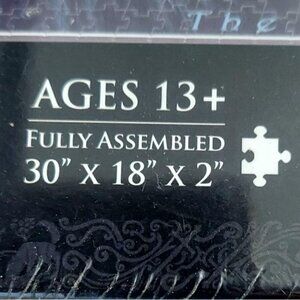 The
AGES 13+
FULLY ASSEMBLED
30” X 18” X 2”